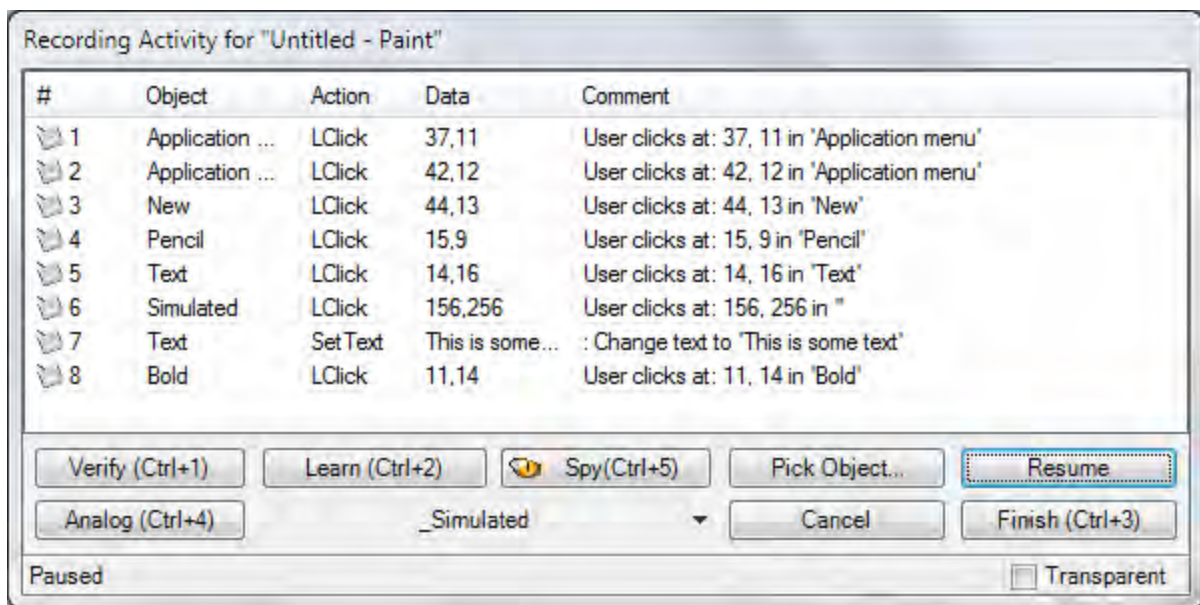 Recording Activity for "Untitled - Paint"
# Object Action Data Comment
1 Application ... LClick 37,11 User clicks at: 37, 11 in 'Application menu'
2 Application ... LClick 42,12 User clicks at: 42, 12 in 'Application menu'
3 New LClick 44,13 User clicks at: 44, 13 in 'New'
4 Pencil LClick 15,9 User clicks at: 15, 9 in 'Pencil'
5 Text LClick 14,16 User clicks at: 14, 16 in 'Text'
6 Simulated LClick 156,256 User clicks at: 156, 256 in ''
7 Text SetText This is some... : Change text to 'This is some text'
8 Bold LClick 11,14 User clicks at: 11, 14 in 'Bold'
Verify (Ctrl+1) Learn (Ctrl+2) Spy(Ctrl+5) Pick Object... Resume
Analog (Ctrl+4) _Simulated Cancel Finish (Ctrl+3)
Paused Transparent